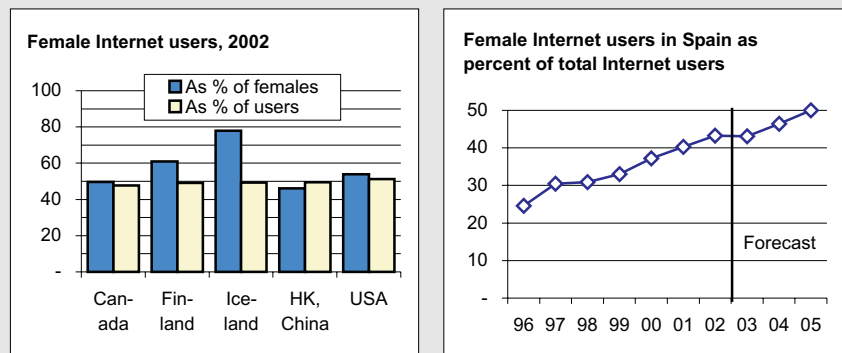 Female Internet users, 2002
100
80
60
40
20
-
As % of females
As % of users
Can-
ada
Fin-
land
Ice-
land
HK,
China
USA
Female Internet users in Spain as
percent of total Internet users
50
40
30
20
10
-
Forecast
96 97 98 99 00 01 02 03 04 05